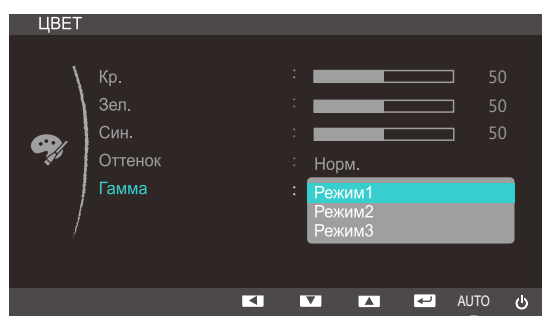 ЦВЕТ
Кр. : 50
Зел. : 50
Син. : 50
Оттенок : Норм.
Гамма : Режим1
Режим2
Режим3
AUTO